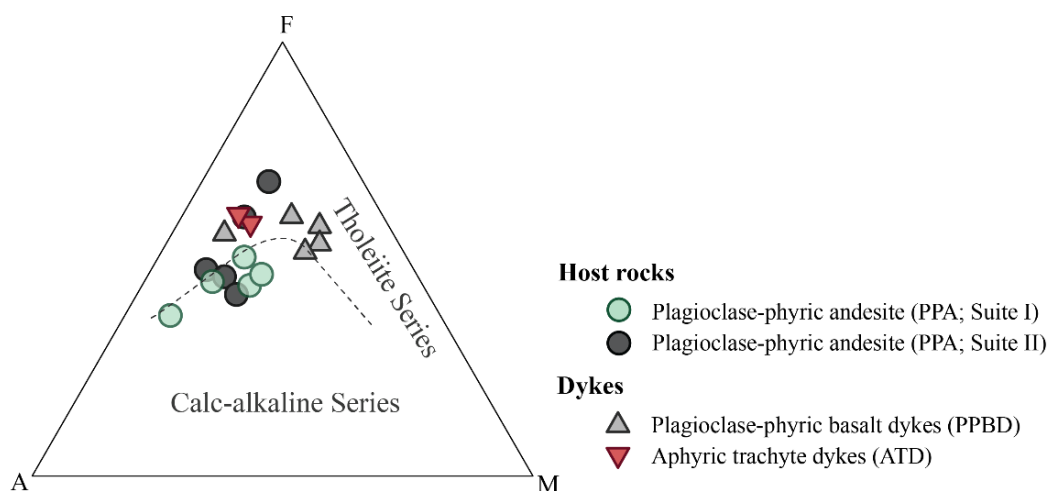 F
Tholeiite Series
Calc-alkaline Series
A
M
Host rocks
Plagioclase-phyric andesite (PPA; Suite I)
Plagioclase-phyric andesite (PPA; Suite II)
Dykes
Plagioclase-phyric basalt dykes (PPBD)
Aphyric trachyte dykes (ATD)